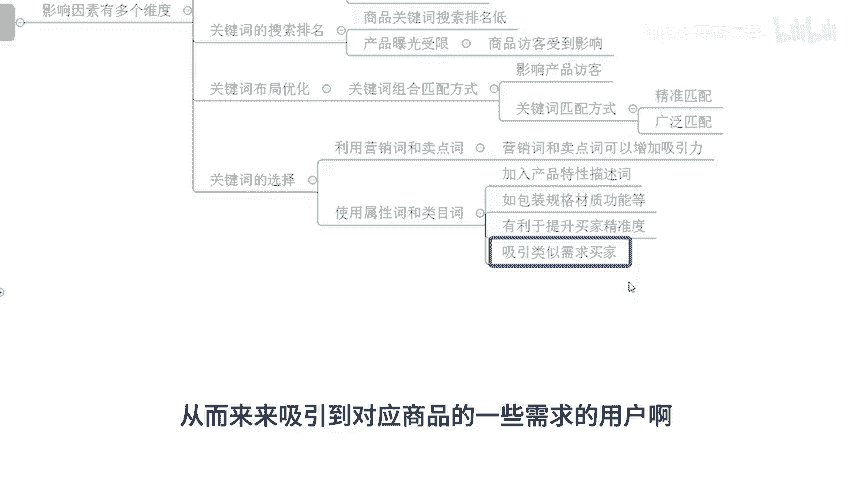 影响因素有多个维度
关键词的搜索排名
商品关键词搜索排名低
产品曝光受限
商品访客受到影响
关键词布局优化
关键词组合匹配方式
影响产品访客
关键词匹配方式
精准匹配
广泛匹配
关键词的选择
利用营销词和卖点词
营销词和卖点词可以增加吸引力
使用属性词和类目词
加入产品特性描述词
如包装规格材质功能等
有利于提升买家精准度
吸引类似需求买家
从而来来吸引到对应商品的一些需求的用户啊
bilibili